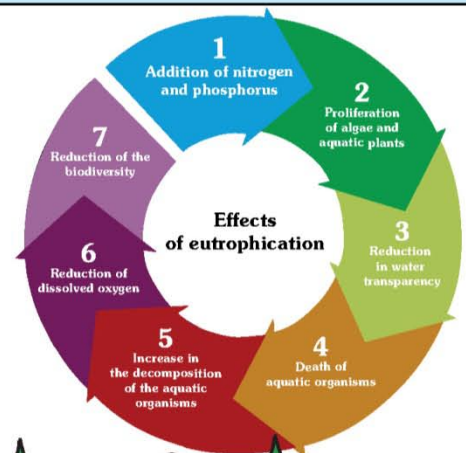 1
Addition of nitrogen
and phosphorus
2
Proliferation
of algae and
aquatic plants
3
Reduction
in water
transparency
4
Death of
aquatic organisms
5
Increase in
the decomposition
of the aquatic
organisms
6
Reduction of
dissolved oxygen
7
Reduction of the
biodiversity
Effects
of eutrophication